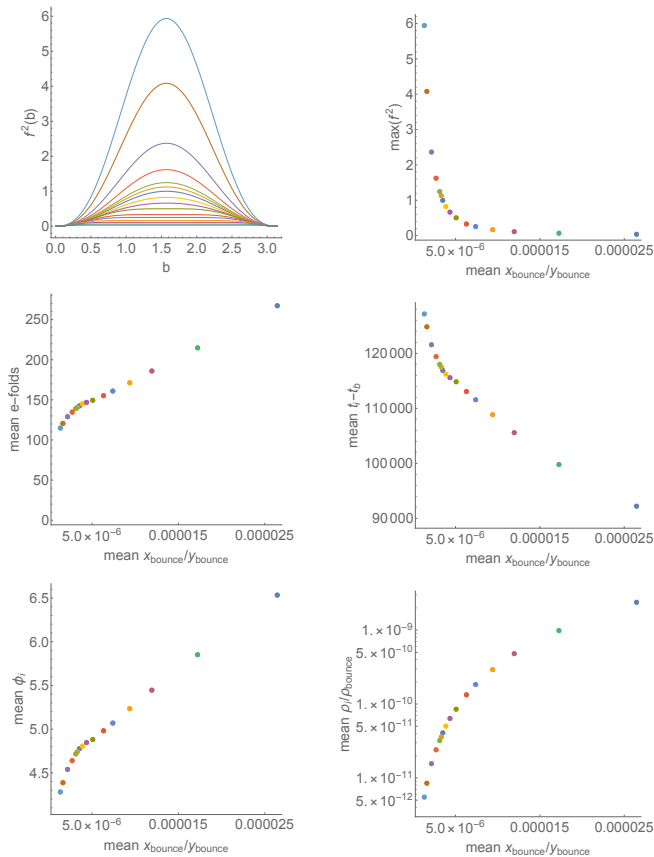 6
5
4
3
2
1
0
f²(b)
0.0 0.5 1.0 1.5 2.0 2.5 3.0
b
6
5
4
3
2
1
0
max(f²)
5.0×10⁻⁶ 0.000015 0.000025
mean x_bounce/y_bounce
250
200
150
100
50
0
mean e-folds
5.0×10⁻⁶ 0.000015 0.000025
mean x_bounce/y_bounce
120000
110000
100000
90000
mean t_i-t_b
5.0×10⁻⁶ 0.000015 0.000025
mean x_bounce/y_bounce
6.5
6.0
5.5
5.0
4.5
mean ϕ_i
5.0×10⁻⁶ 0.000015 0.000025
mean x_bounce/y_bounce
1.×10⁻⁹
5.×10⁻¹⁰
1.×10⁻¹⁰
5.×10⁻¹¹
1.×10⁻¹¹
5.×10⁻¹²
mean ρ_i/ρ_bounce
5.0×10⁻⁶ 0.000015 0.000025
mean x_bounce/y_bounce